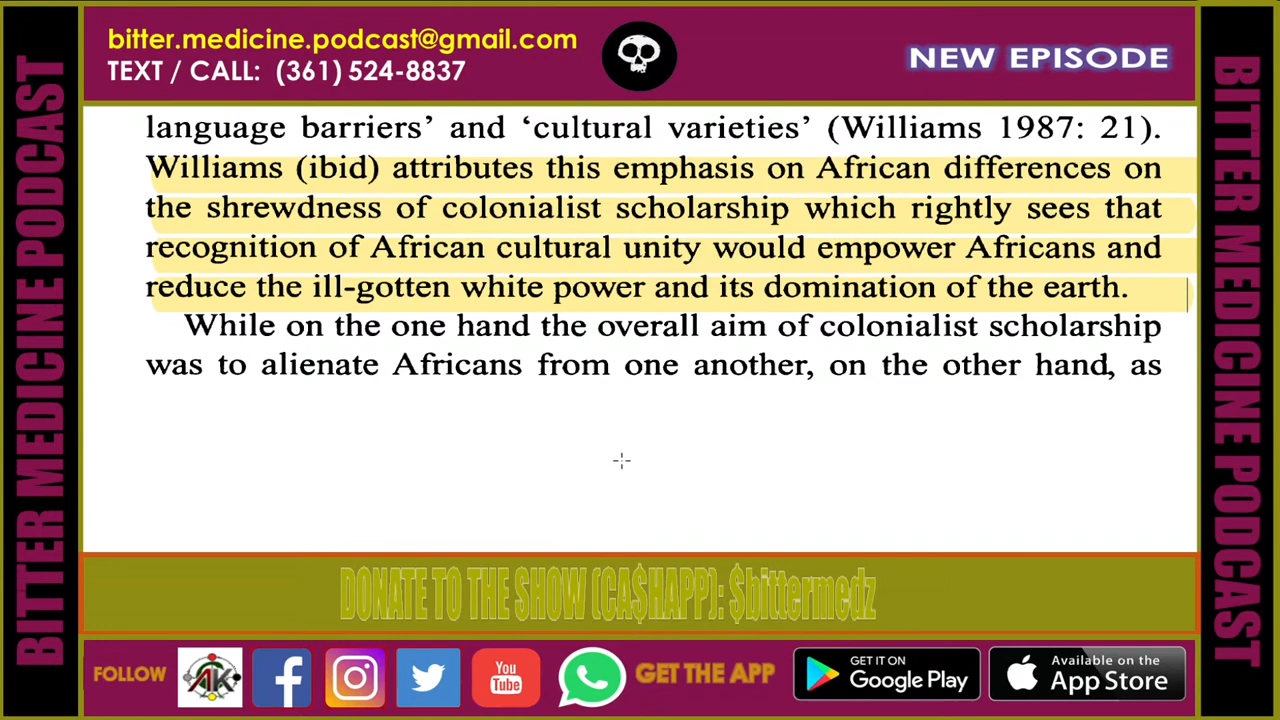 bitter.medicine.podcast@gmail.com
TEXT / CALL: (361) 524-8837
NEW EPISODE
BITTER MEDICINE PODCAST
language barriers’ and ‘cultural varieties’ (Williams 1987: 21).
Williams (ibid) attributes this emphasis on African differences on
the shrewdness of colonialist scholarship which rightly sees that
recognition of African cultural unity would empower Africans and
reduce the ill-gotten white power and its domination of the earth.
While on the one hand the overall aim of colonialist scholarship
was to alienate Africans from one another, on the other hand, as
BITTER MEDICINE PODCAST
DONATE TO THE SHOW (CA$HAPP): $bittermedz
FOLLOW
ATK
You
Tube
GET THE APP
GET IT ON
Google Play
Available on the
App Store